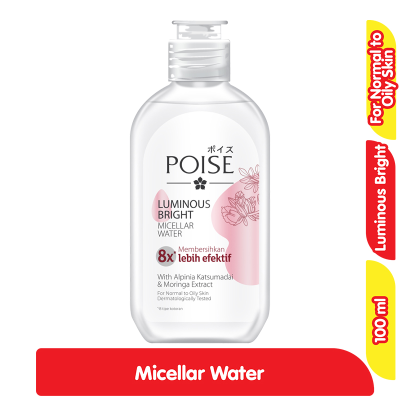 ポイズ
POISE
LUMINOUS
BRIGHT
MICELLAR
WATER
8x Membersihkan
lebih efektif
With Alpinia Katsumadai
& Moringa Extract
For Normal to Oily Skin
Dermatologically Tested
For Normal to
Oily Skin
Luminous Bright
100 ml
Micellar Water